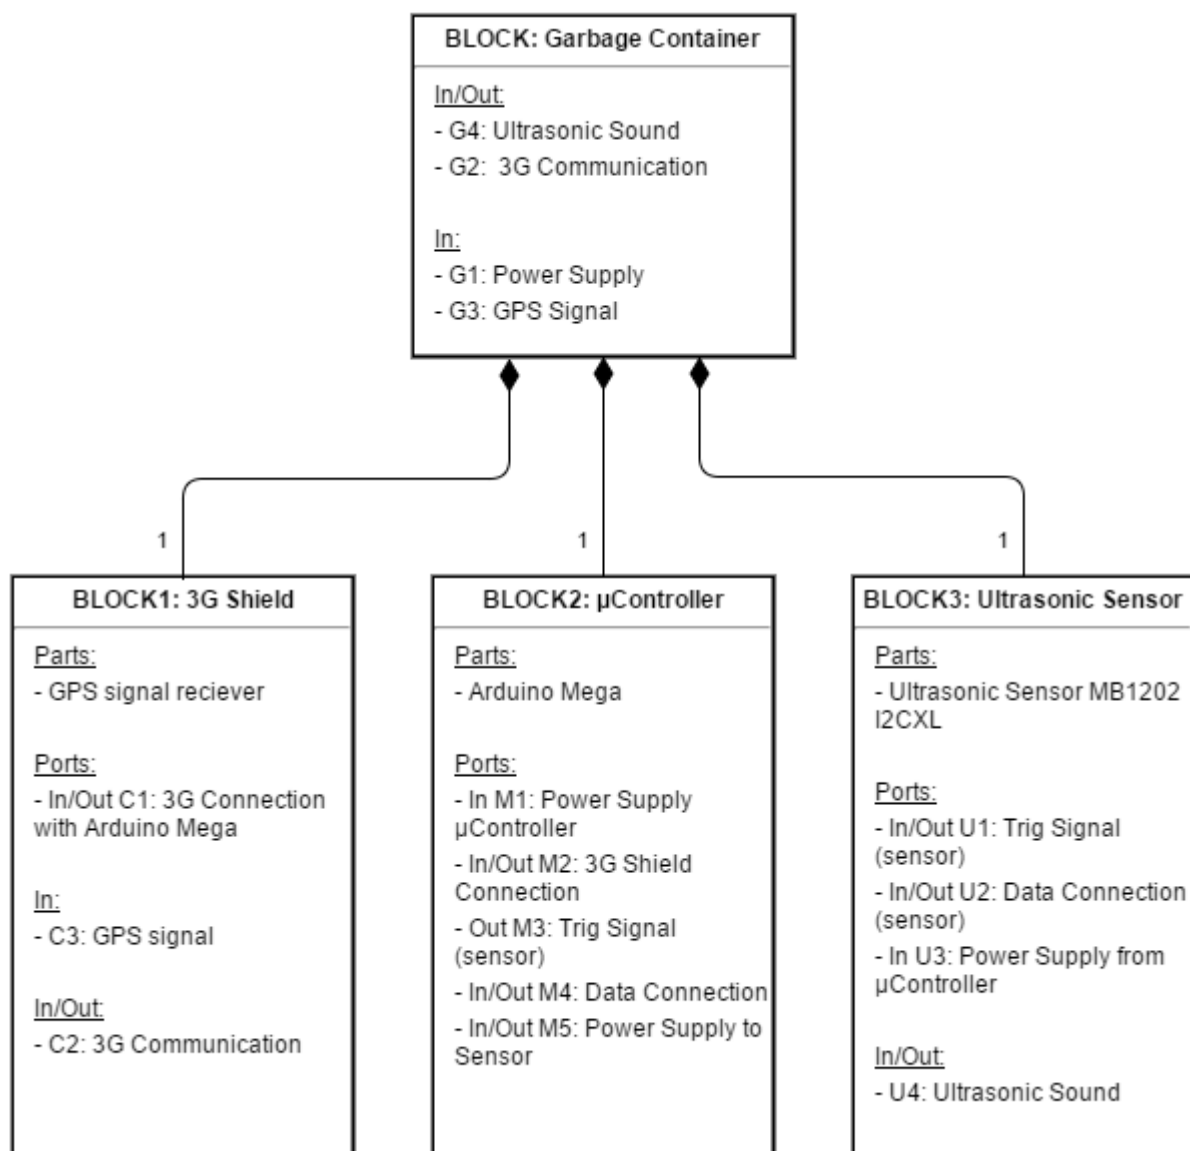 BLOCK: Garbage Container
In/Out:
- G4: Ultrasonic Sound
- G2: 3G Communication
In:
- G1: Power Supply
- G3: GPS Signal
1
1
1
BLOCK1: 3G Shield
Parts:
- GPS signal reciever
Ports:
- In/Out C1: 3G Connection
with Arduino Mega
In:
- C3: GPS signal
In/Out:
- C2: 3G Communication
BLOCK2: µController
Parts:
- Arduino Mega
Ports:
- In M1: Power Supply
µController
- In/Out M2: 3G Shield
Connection
- Out M3: Trig Signal
(sensor)
- In/Out M4: Data Connection
- In/Out M5: Power Supply to
Sensor
BLOCK3: Ultrasonic Sensor
Parts:
- Ultrasonic Sensor MB1202
I2CXL
Ports:
- In/Out U1: Trig Signal
(sensor)
- In/Out U2: Data Connection
(sensor)
- In U3: Power Supply from
µController
In/Out:
- U4: Ultrasonic Sound